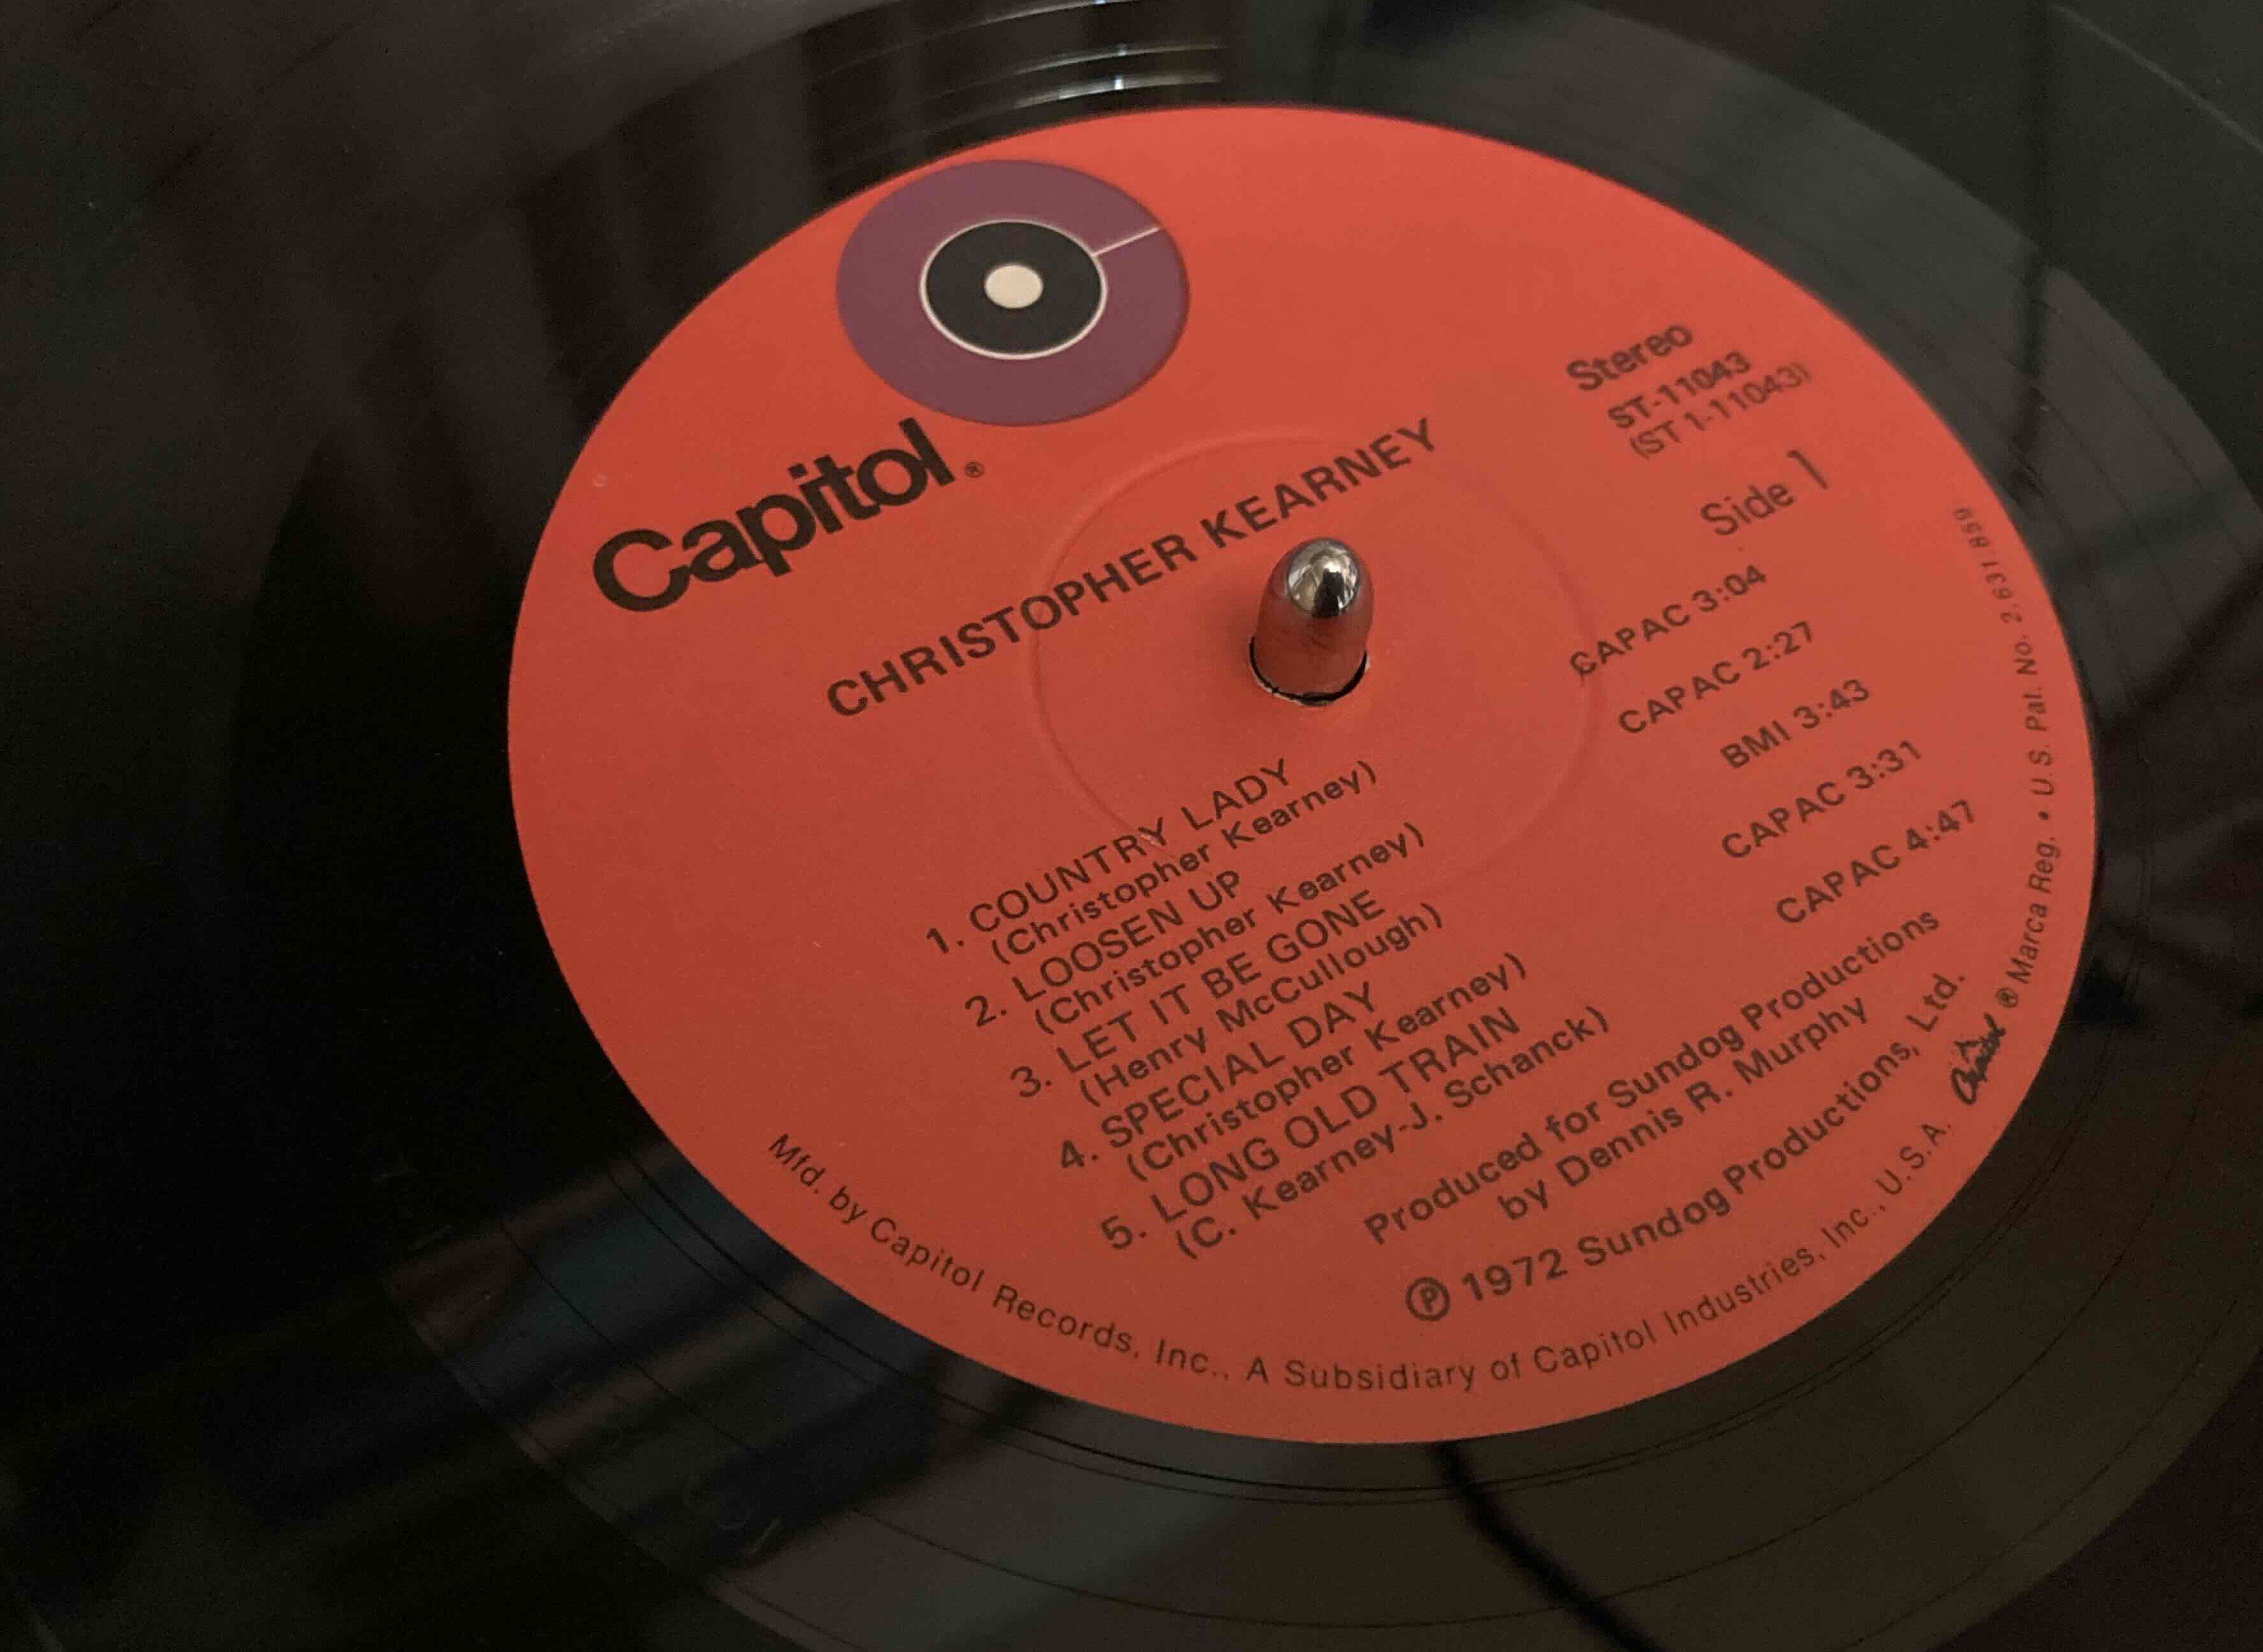 Capitol®
Stereo
ST-11043
(ST 1-11043)
Side 1
CHRISTOPHER KEARNEY
1. COUNTRY LADY CAPAC 3:04
(Christopher Kearney)
2. LOOSEN UP CAPAC 2:27
(Christopher Kearney)
3. LET IT BE GONE BMI 3:43
(Henry McCullough)
4. SPECIAL DAY CAPAC 3:31
(Christopher Kearney)
5. LONG OLD TRAIN CAPAC 4:47
(C. Kearney-J. Schanck)
Produced for Sundog Productions
by Dennis R. Murphy
Ⓟ 1972 Sundog Productions, Ltd.
Mfd. by Capitol Records, Inc., A Subsidiary of Capitol Industries, Inc., U.S.A. Capitol ® Marca Reg. • U.S. Pat. No. 2,631,859